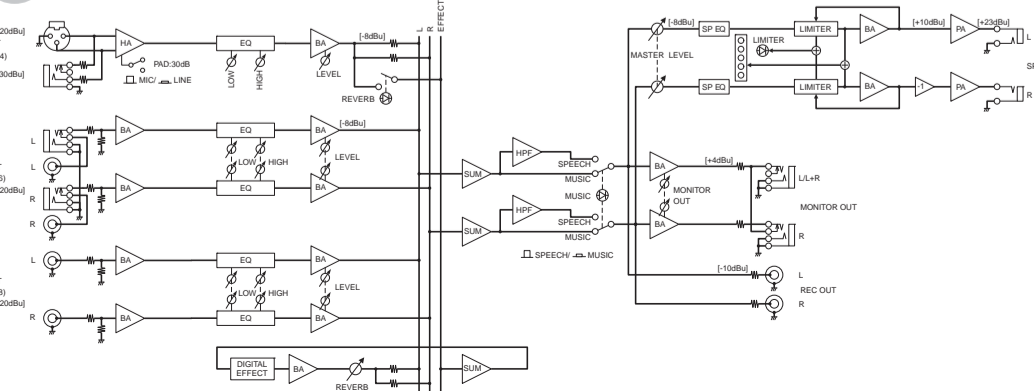 20dBu]
4)
30dBu]
HA
PAD:30dB
MIC/ LINE
EQ
LOW
HIGH
BA
LEVEL
[-8dBu]
REVERB
L
R
EFFECT
L
L
3)
20dBu]
R
R
BA
BA
EQ
LOW HIGH
EQ
BA
[-8dBu]
LEVEL
BA
L
3)
20dBu]
R
BA
BA
EQ
LOW HIGH
EQ
BA
LEVEL
BA
DIGITAL
EFFECT
BA
REVERB
SUM
SUM
HPF
SPEECH
MUSIC
MUSIC
SUM
HPF
SPEECH
MUSIC
SPEECH/ MUSIC
[-8dBu]
MASTER LEVEL
SP EQ
LIMITER
LIMITER
BA
[+10dBu]
PA
[+23dBu]
L
SP EQ
LIMITER
BA
-1
PA
R
SP
BA
[+4dBu]
MONITOR
OUT
BA
L/L+R
MONITOR OUT
R
[-10dBu]
L
REC OUT
R